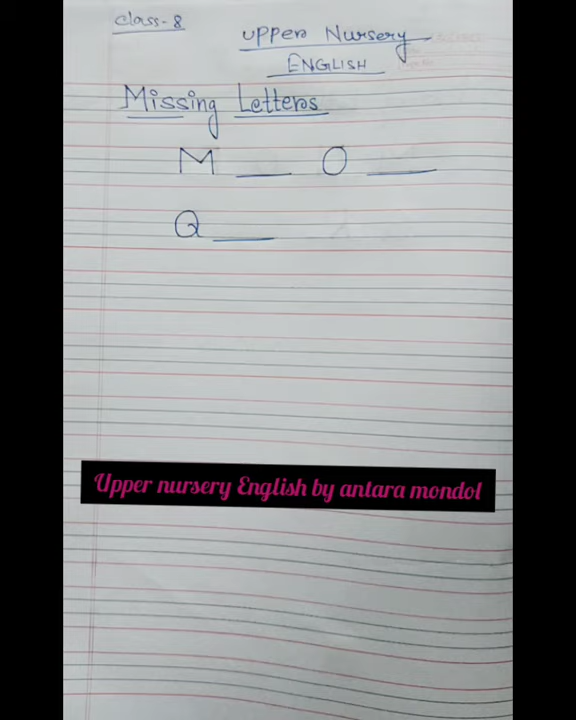 Class-8
upper Nursery
ENGLISH
Missing Letters
M ___ O ___
Q ___
Upper nursery English by antara mondol